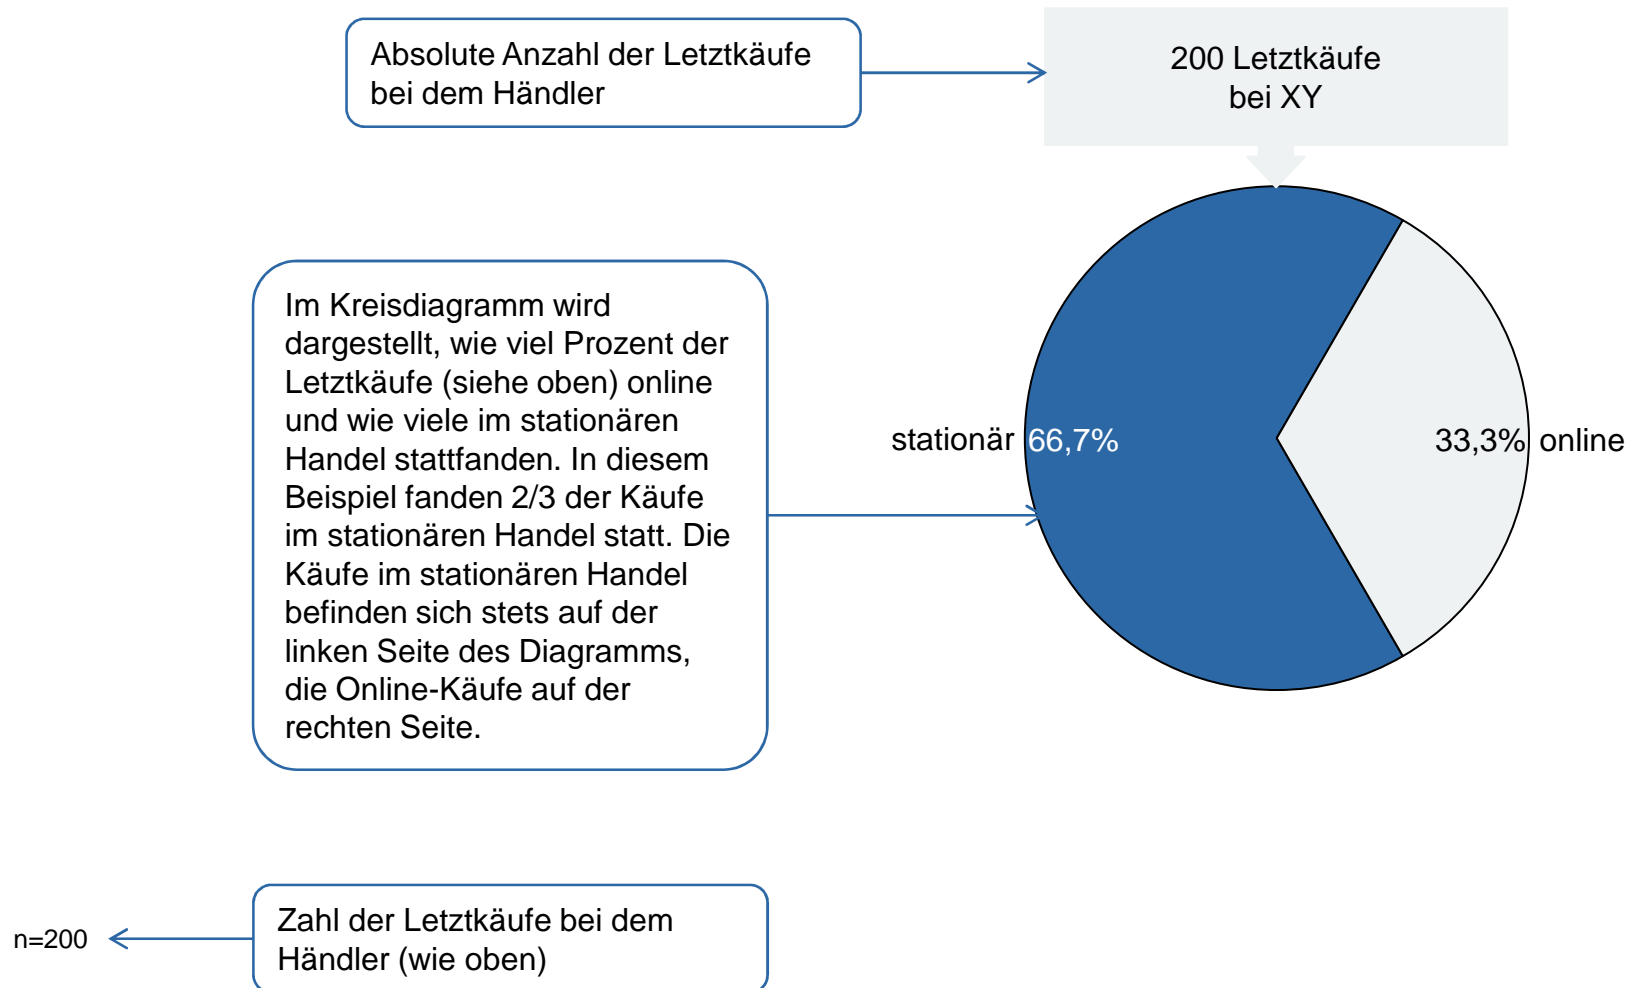 Absolute Anzahl der Letztkäufe
bei dem Händler
200 Letztkäufe
bei XY
Im Kreisdiagramm wird
dargestellt, wie viel Prozent der
Letztkäufe (siehe oben) online
und wie viele im stationären
Handel stattfanden. In diesem
Beispiel fanden 2/3 der Käufe
im stationären Handel statt. Die
Käufe im stationären Handel
befinden sich stets auf der
linken Seite des Diagramms,
die Online-Käufe auf der
rechten Seite.
stationär 66,7%
33,3% online
n=200
Zahl der Letztkäufe bei dem
Händler (wie oben)